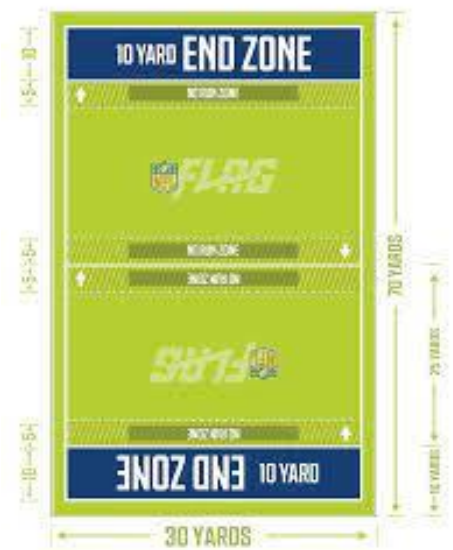 10 YARD END ZONE
NO RUN ZONE
FLAG
NO RUN ZONE
NO RUN ZONE
FLAG
NO RUN ZONE
END ZONE 10 YARD
30 YARDS
70 YARDS
25 YARDS
10 YARDS
10
5
5
5
5
10